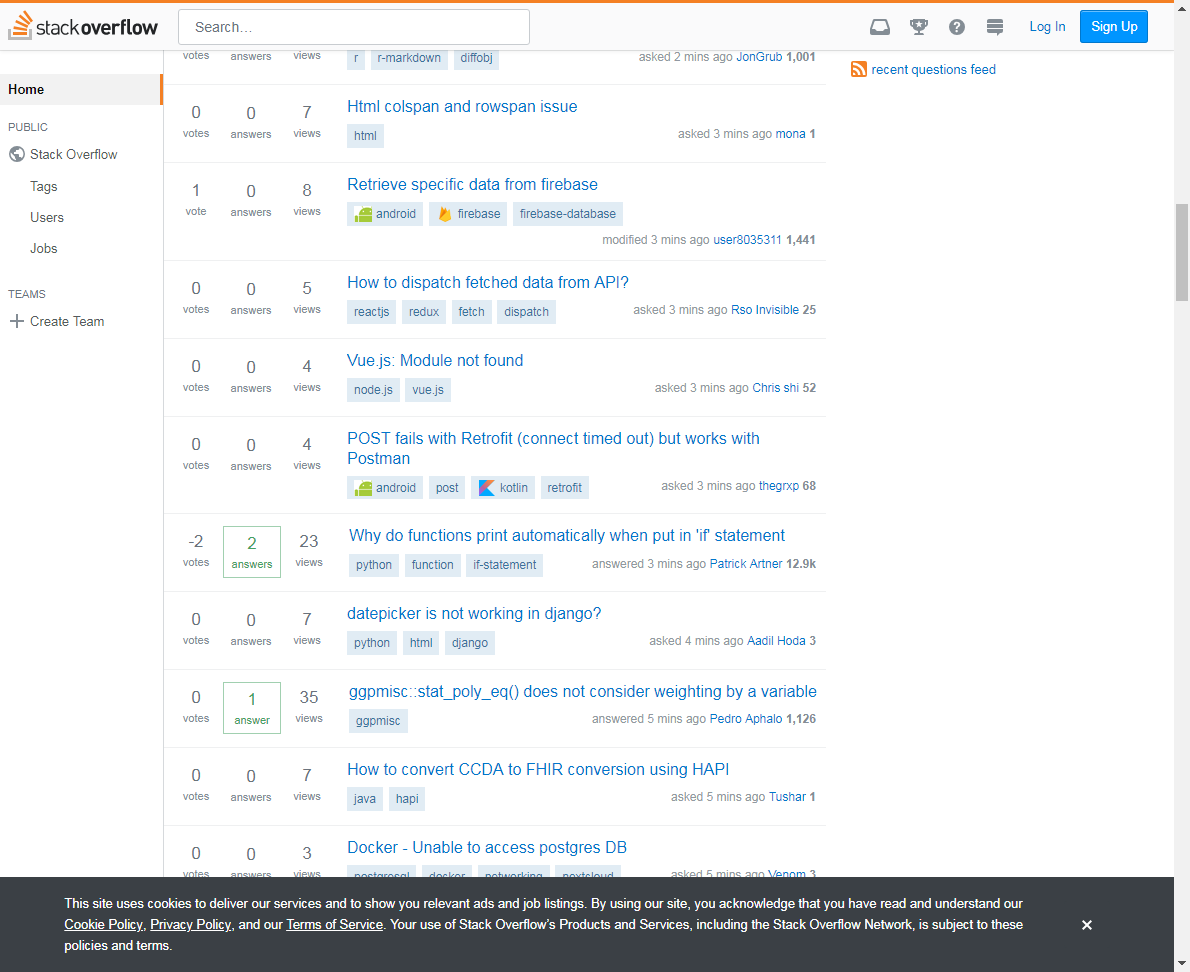 stackoverflow
Search…
Log In
Sign Up
Home
PUBLIC
Stack Overflow
Tags
Users
Jobs
TEAMS
Create Team
votes answers views
r r-markdown diffobj
asked 2 mins ago JonGrub 1,001
0 votes 0 answers 7 views
Html colspan and rowspan issue
html
asked 3 mins ago mona 1
1 vote 0 answers 8 views
Retrieve specific data from firebase
android firebase firebase-database
modified 3 mins ago user8035311 1,441
0 votes 0 answers 5 views
How to dispatch fetched data from API?
reactjs redux fetch dispatch
asked 3 mins ago Rso Invisible 25
0 votes 0 answers 4 views
Vue.js: Module not found
node.js vue.js
asked 3 mins ago Chris shi 52
0 votes 0 answers 4 views
POST fails with Retrofit (connect timed out) but works with
Postman
android post kotlin retrofit
asked 3 mins ago thegrxp 68
-2 votes 2 answers 23 views
Why do functions print automatically when put in 'if' statement
python function if-statement
answered 3 mins ago Patrick Artner 12.9k
0 votes 0 answers 7 views
datepicker is not working in django?
python html django
asked 4 mins ago Aadil Hoda 3
0 votes 1 answer 35 views
ggpmisc::stat_poly_eq() does not consider weighting by a variable
ggpmisc
answered 5 mins ago Pedro Aphalo 1,126
0 votes 0 answers 7 views
How to convert CCDA to FHIR conversion using HAPI
java hapi
asked 5 mins ago Tushar 1
0 votes 0 answers 3 views
Docker - Unable to access postgres DB
postgresql docker networking nextcloud
asked 5 mins ago Venom 3
recent questions feed
This site uses cookies to deliver our services and to show you relevant ads and job listings. By using our site, you acknowledge that you have read and understand our
Cookie Policy, Privacy Policy, and our Terms of Service. Your use of Stack Overflow's Products and Services, including the Stack Overflow Network, is subject to these
policies and terms.